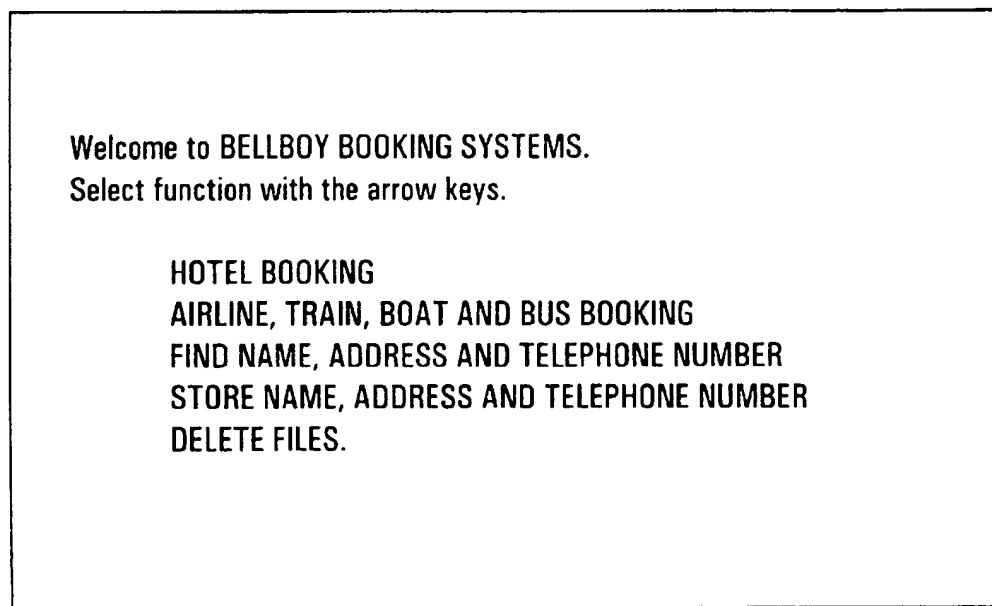 Welcome to BELLBOY BOOKING SYSTEMS.
Select function with the arrow keys.
HOTEL BOOKING
AIRLINE, TRAIN, BOAT AND BUS BOOKING
FIND NAME, ADDRESS AND TELEPHONE NUMBER
STORE NAME, ADDRESS AND TELEPHONE NUMBER
DELETE FILES.